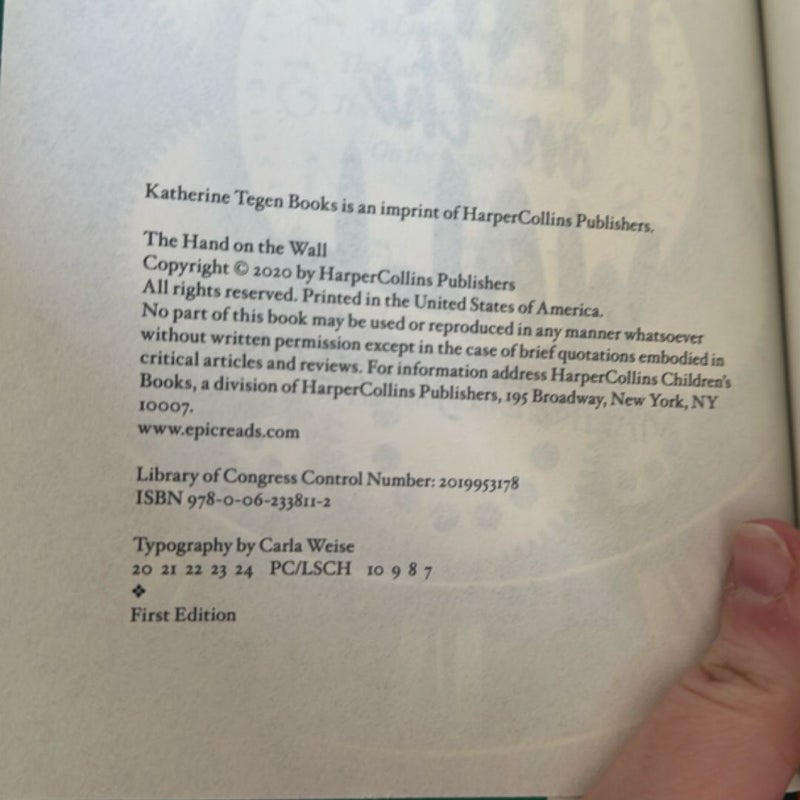 Katherine Tegen Books is an imprint of HarperCollins Publishers.
The Hand on the Wall
Copyright © 2020 by HarperCollins Publishers
All rights reserved. Printed in the United States of America.
No part of this book may be used or reproduced in any manner whatsoever
without written permission except in the case of brief quotations embodied in
critical articles and reviews. For information address HarperCollins Children's
Books, a division of HarperCollins Publishers, 195 Broadway, New York, NY
10007.
www.epicreads.com
Library of Congress Control Number: 2019953178
ISBN 978-0-06-233811-2
Typography by Carla Weise
20 21 22 23 24 PC/LSCH 10 9 8 7
❖
First Edition